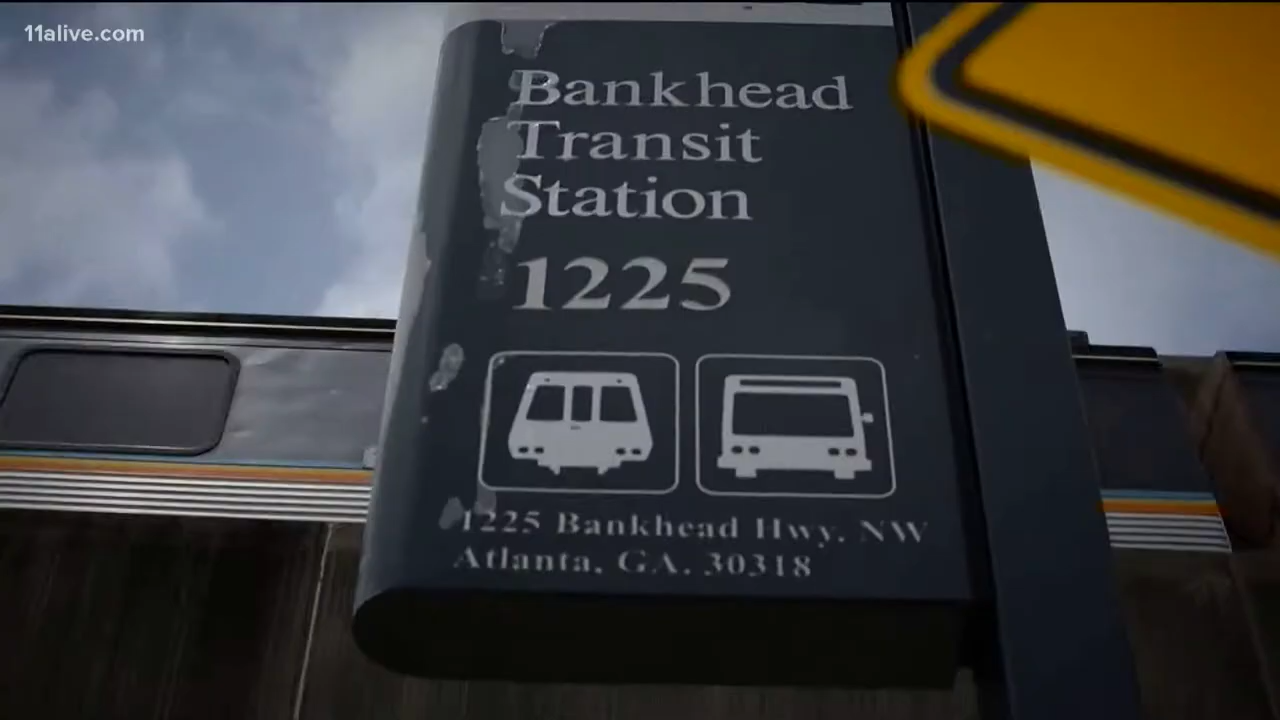 11alive.com
Bankhead
Transit
Station
1225
1225 Bankhead Hwy. NW
Atlanta, GA. 30318